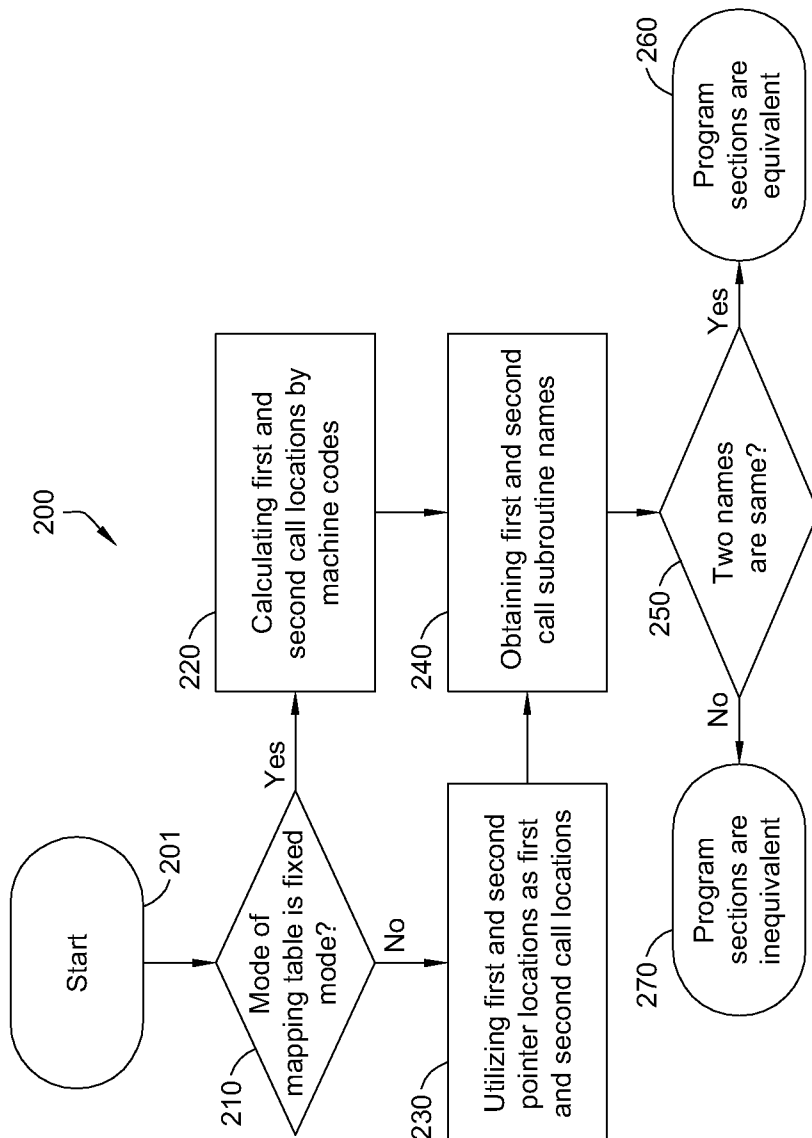 200
Start
201
Mode of
mapping table is fixed
mode?
210
Yes
No
Calculating first and
second call locations by
machine codes
220
Utilizing first and second
pointer locations as first
and second call locations
230
Obtaining first and second
call subroutine names
240
Two names
are same?
250
Yes
No
Program
sections are
equivalent
260
Program
sections are
inequivalent
270